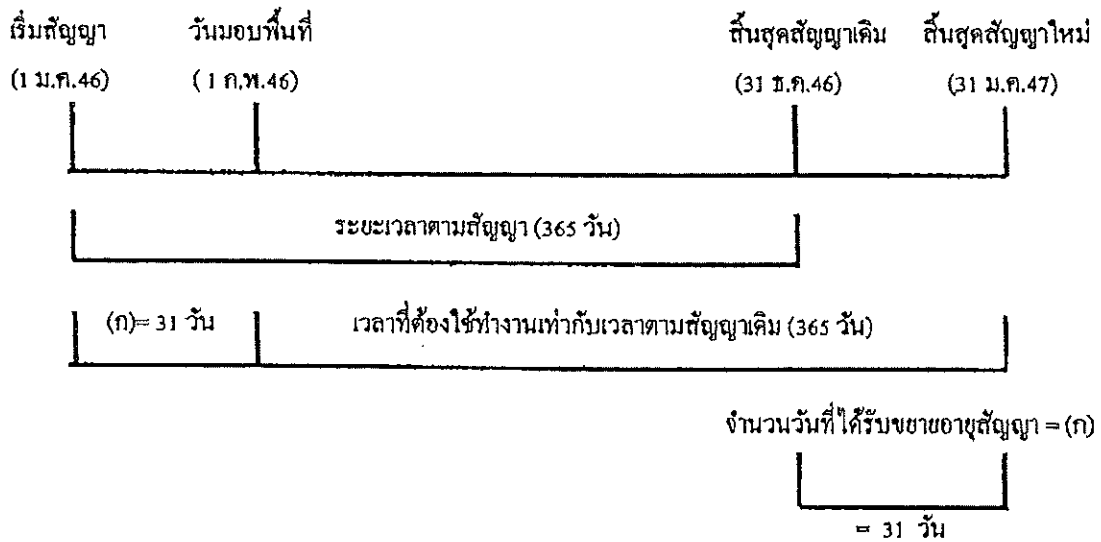 เริ่มสัญญา วันมอบพื้นที่ สิ้นสุดสัญญาเดิม สิ้นสุดสัญญาใหม่
(1 ม.ค.46) ( 1 ก.พ.46) (31 ธ.ค.46) (31 ม.ค.47)
ระยะเวลาตามสัญญา (365 วัน)
(ก)= 31 วัน เวลาที่ต้องใช้ทำงานเท่ากับเวลาตามสัญญาเดิม (365 วัน)
จำนวนวันที่ได้รับขยายอายุสัญญา = (ก)
= 31 วัน